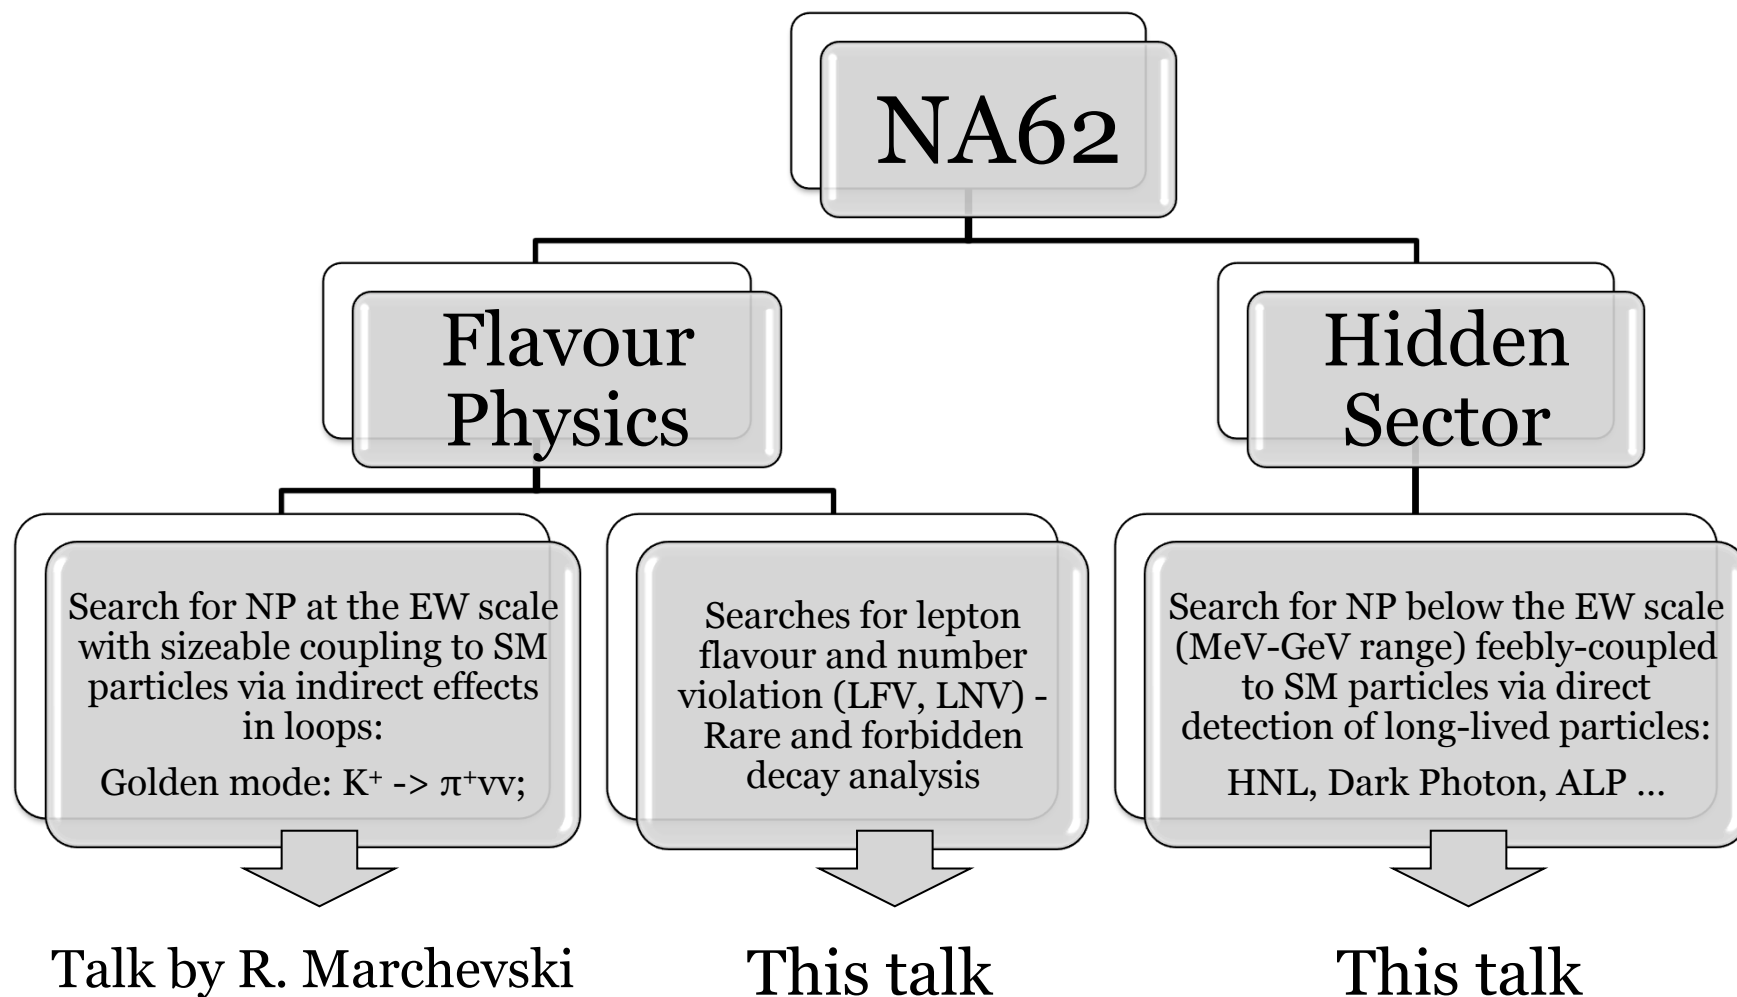 NA62
Flavour
Physics
Hidden
Sector
Search for NP at the EW scale
with sizeable coupling to SM
particles via indirect effects
in loops:
Golden mode: K⁺ -> π⁺νν;
Searches for lepton
flavour and number
violation (LFV, LNV) -
Rare and forbidden
decay analysis
Search for NP below the EW scale
(MeV-GeV range) feebly-coupled
to SM particles via direct
detection of long-lived particles:
HNL, Dark Photon, ALP ...
Talk by R. Marchevski
This talk
This talk